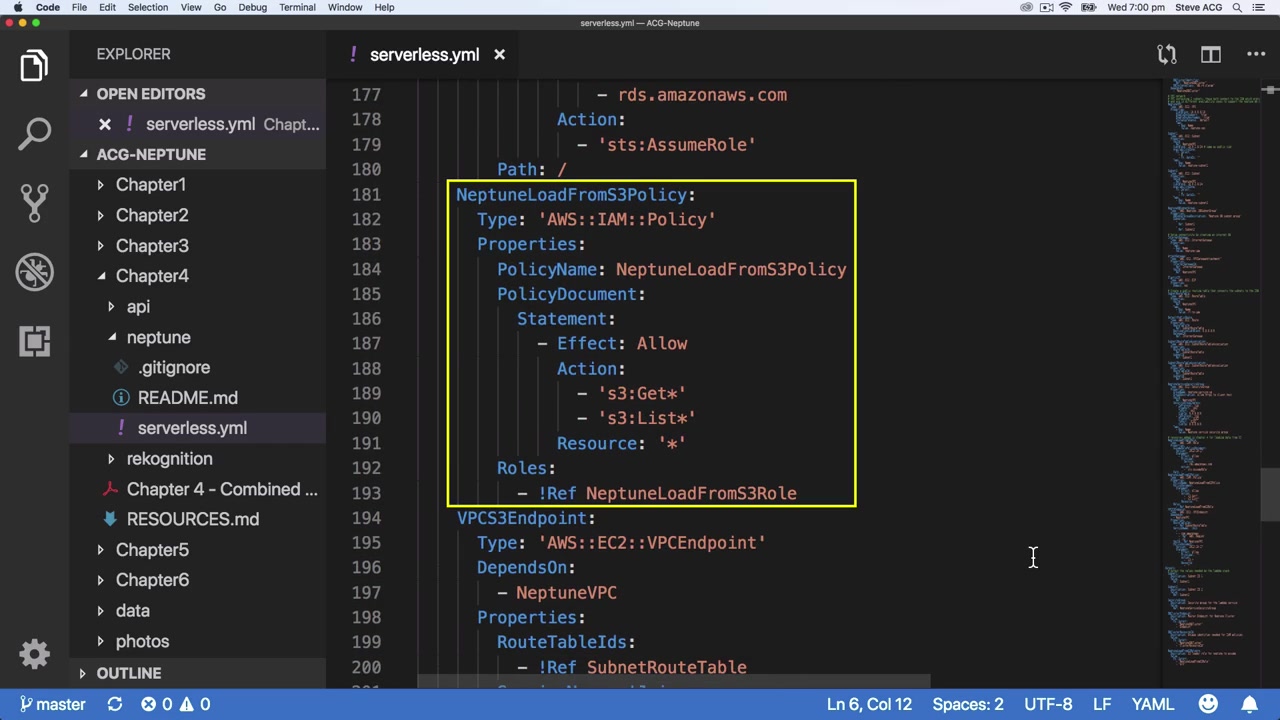 Code File Edit Selection View Go Debug Terminal Window Help Wed 7:00 pm Steve ACG
serverless.yml — ACG-Neptune
EXPLORER
OPEN EDITORS
serverless.yml Chapt...
ACG-NEPTUNE
Chapter1
Chapter2
Chapter3
Chapter4
api
neptune
.gitignore
README.md
serverless.yml
rekognition
Chapter 4 - Combined ...
RESOURCES.md
Chapter5
Chapter6
data
photos
OUTLINE
serverless.yml
177 - rds.amazonaws.com
178 Action:
179 - 'sts:AssumeRole'
180 Path: /
181 NeptuneLoadFromS3Policy:
182 Type: 'AWS::IAM::Policy'
183 Properties:
184 PolicyName: NeptuneLoadFromS3Policy
185 PolicyDocument:
186 Statement:
187 - Effect: Allow
188 Action:
189 - 's3:Get*'
190 - 's3:List*'
191 Resource: '*'
192 Roles:
193 - !Ref NeptuneLoadFromS3Role
194 VPCS3Endpoint:
195 Type: 'AWS::EC2::VPCEndpoint'
196 DependsOn:
197 - NeptuneVPC
198 Properties:
199 RouteTableIds:
200 - !Ref SubnetRouteTable
master 0 0 Ln 6, Col 12 Spaces: 2 UTF-8 LF YAML